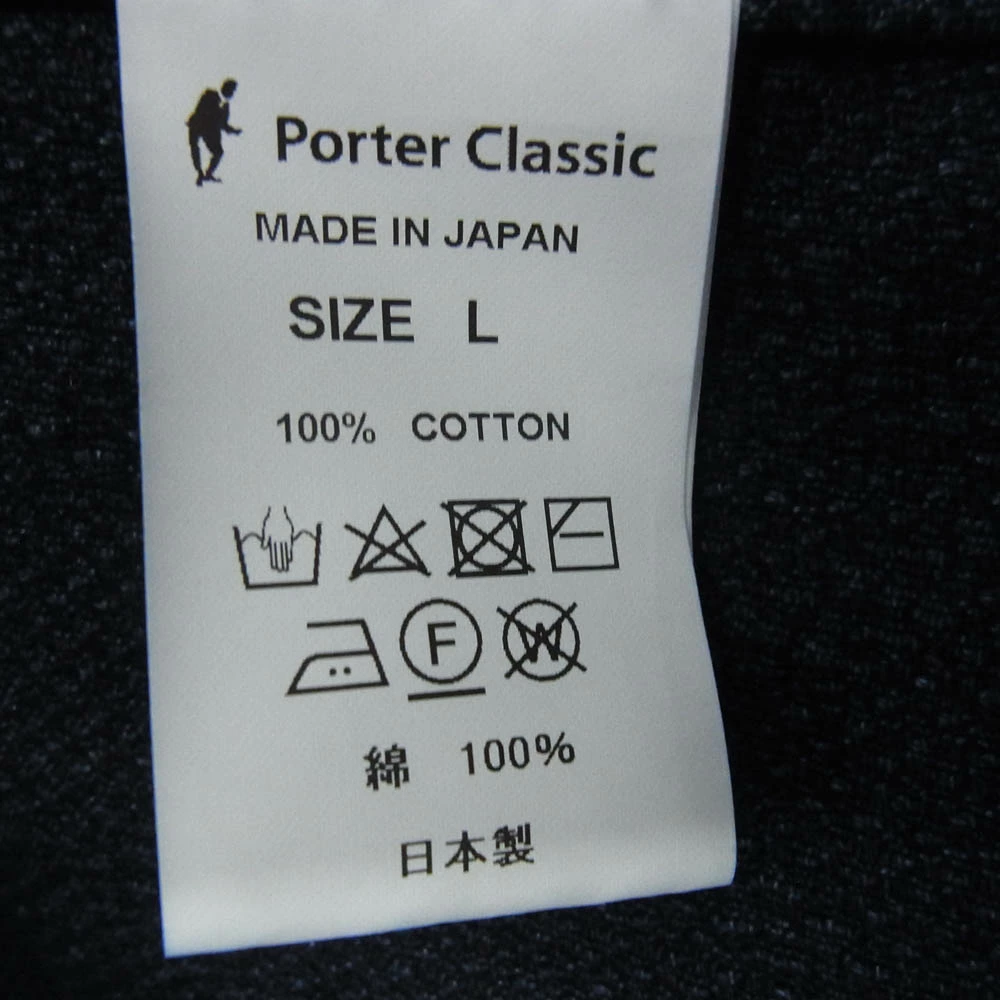 Porter Classic
MADE IN JAPAN
SIZE L
100% COTTON
F W
綿 100%
日本製